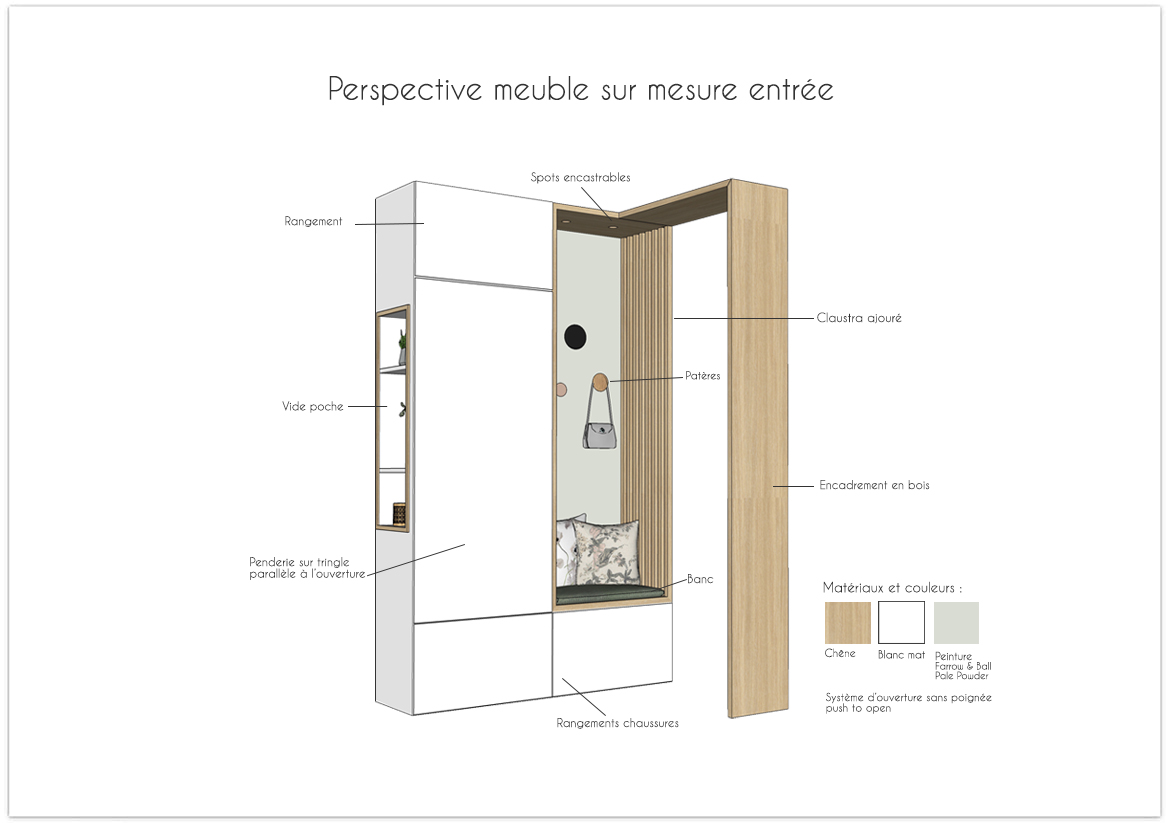 Perspective meuble sur mesure entrée
Spots encastrables
Rangement
Claustra ajouré
Patères
Vide poche
Encadrement en bois
Penderie sur tringle
parallèle à l'ouverture
Banc
Rangements chaussures
Matériaux et couleurs :
Chêne
Blanc mat
Peinture
Farrow & Ball
Pale Powder
Système d'ouverture sans poignée
push to open